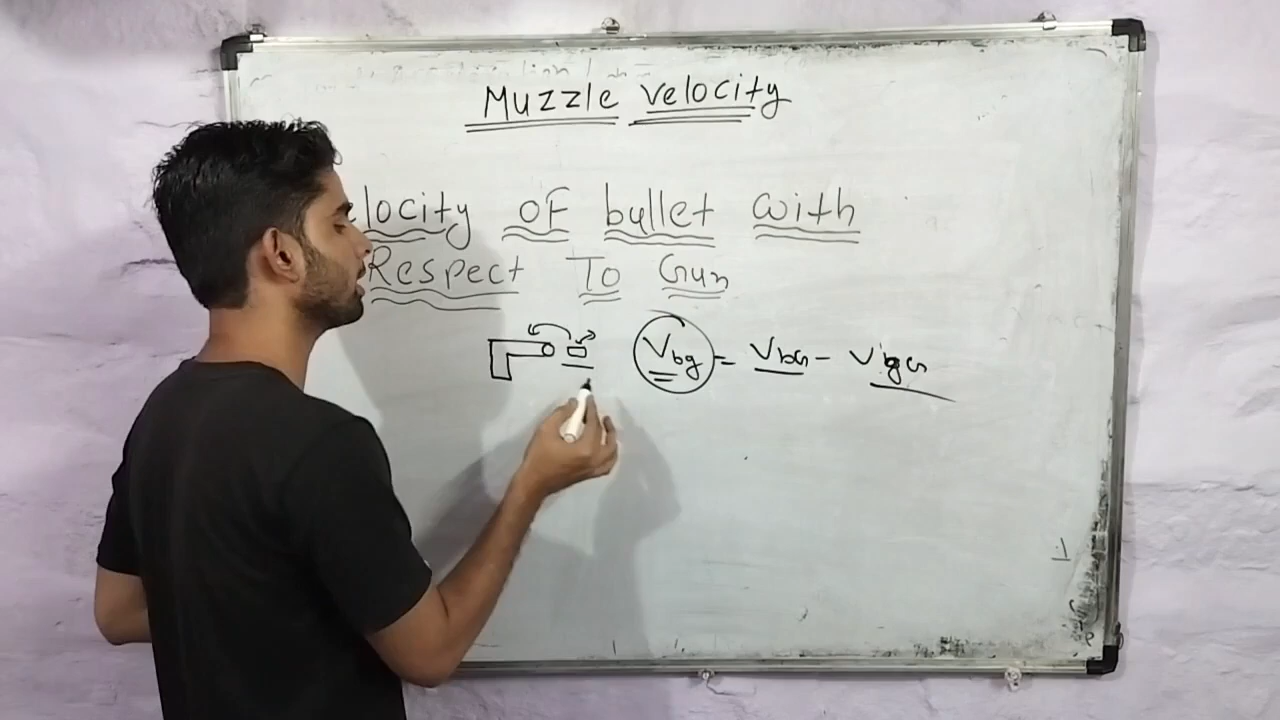 Muzzle velocity
elocity OF bullet with
Respect To Gun
Vbg = VbG - VgG